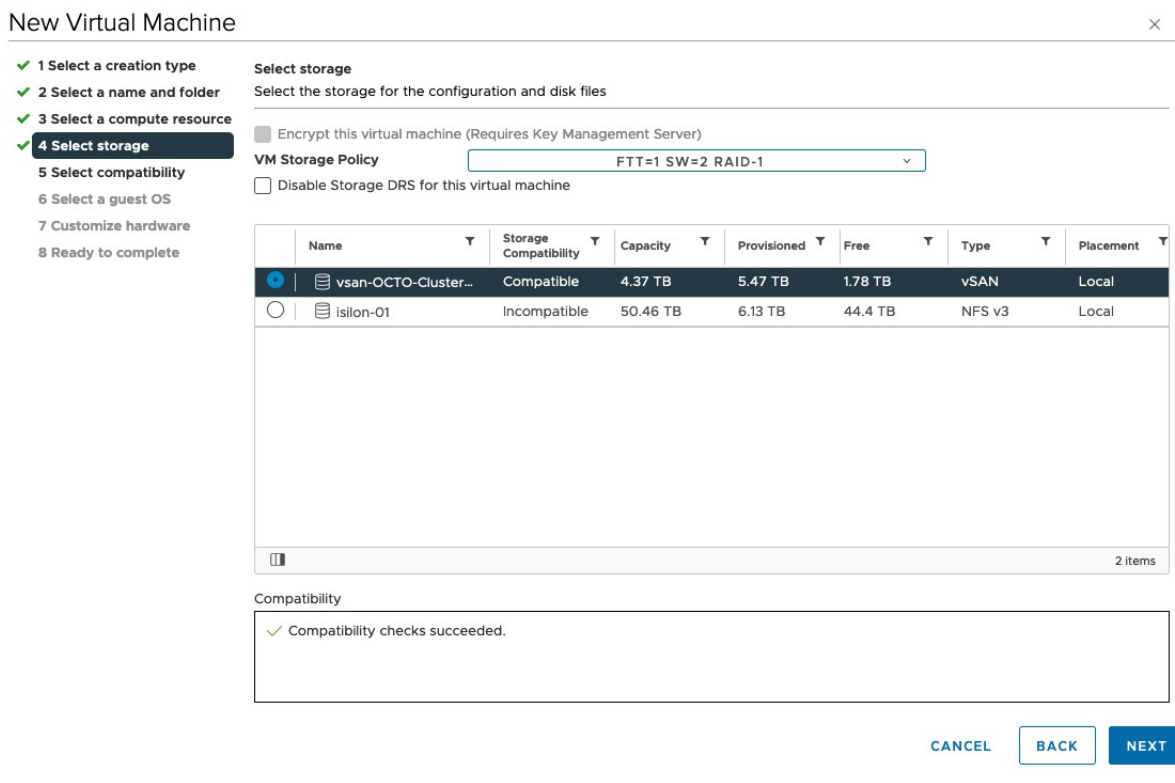 New Virtual Machine
1 Select a creation type
2 Select a name and folder
3 Select a compute resource
4 Select storage
5 Select compatibility
6 Select a guest OS
7 Customize hardware
8 Ready to complete
Select storage
Select the storage for the configuration and disk files
Encrypt this virtual machine (Requires Key Management Server)
VM Storage Policy FTT=1 SW=2 RAID-1
Disable Storage DRS for this virtual machine
Name Storage Compatibility Capacity Provisioned Free Type Placement
vsan-OCTO-Cluster... Compatible 4.37 TB 5.47 TB 1.78 TB vSAN Local
isilon-01 Incompatible 50.46 TB 6.13 TB 44.4 TB NFS v3 Local
2 items
Compatibility
Compatibility checks succeeded.
CANCEL BACK NEXT